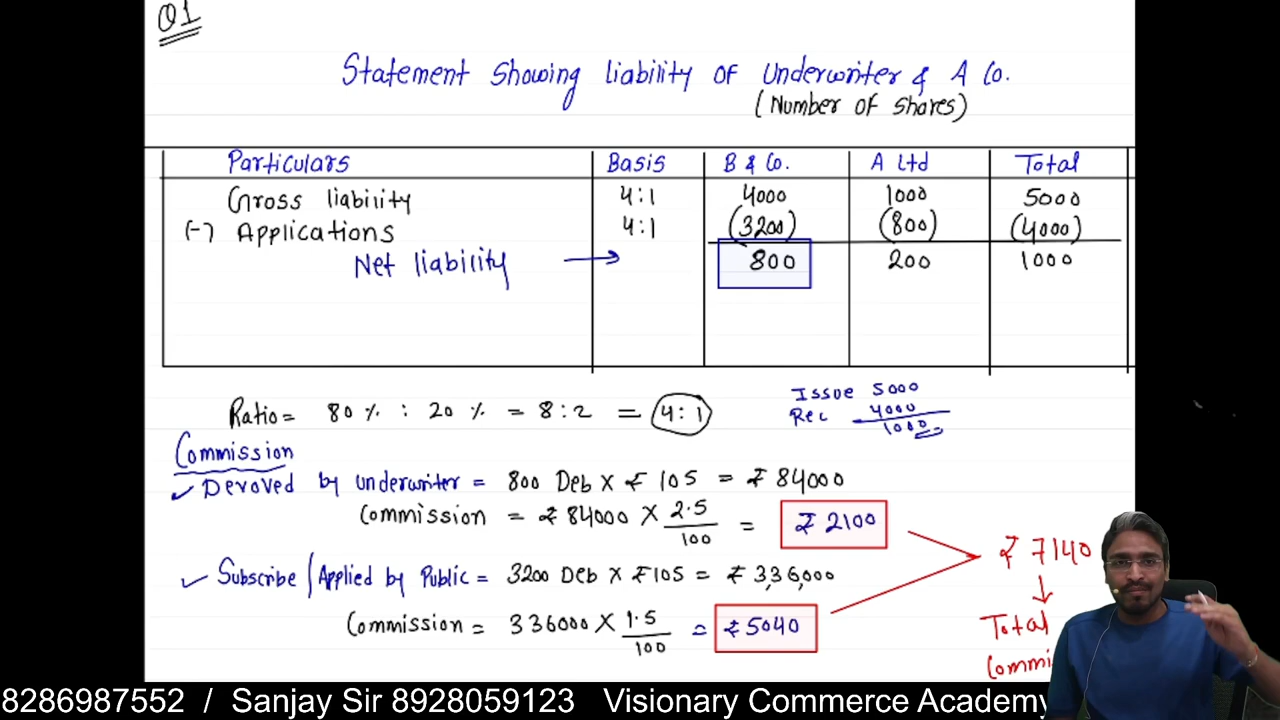 Q1
Statement Showing liability of Underwriter & A Co.
(Number of shares)
Particulars Basis B & Co. A Ltd Total
Gross liability 4:1 4000 1000 5000
(-) Applications 4:1 (3200) (800) (4000)
Net liability → 800 200 1000
Ratio= 80 % : 20 % = 8:2 = 4:1
Issue 5000
Rec 4000
1000
Commission
✓ Devoved by underwriter = 800 Deb × ₹ 105 = ₹ 84000
Commission = ₹ 84000 × 2.5/100 = ₹ 2100
✓ Subscribe / Applied by Public = 3200 Deb × ₹105 = ₹ 3,36,000
Commission = 336000 × 1.5/100 = ₹5040
₹ 7140
↓
Total
Commi
8286987552 / Sanjay Sir 8928059123 Visionary Commerce Academy